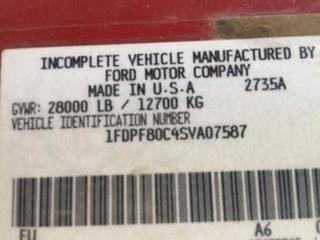 INCOMPLETE VEHICLE MANUFACTURED BY
FORD MOTOR COMPANY
MADE IN U.S.A 2735A
GVWR: 28000 LB / 12700 KG
VEHICLE IDENTIFICATION NUMBER
1FDPF80C4SVA07587
EU A6